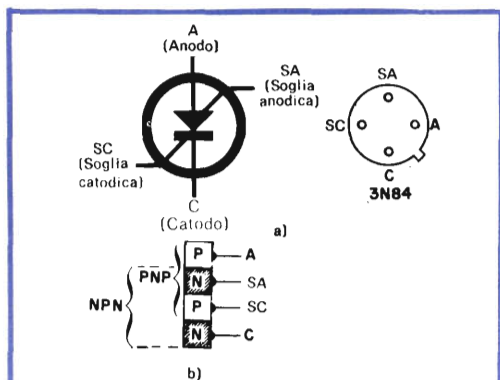 A
(Anodo)
SA
(Soglia
anodica)
SC
(Soglia
catodica)
C
(Catodo)
a)
SA
SC
A
C
3N84
P
A
N
SA
P
SC
N
C
PNP
NPN
b)